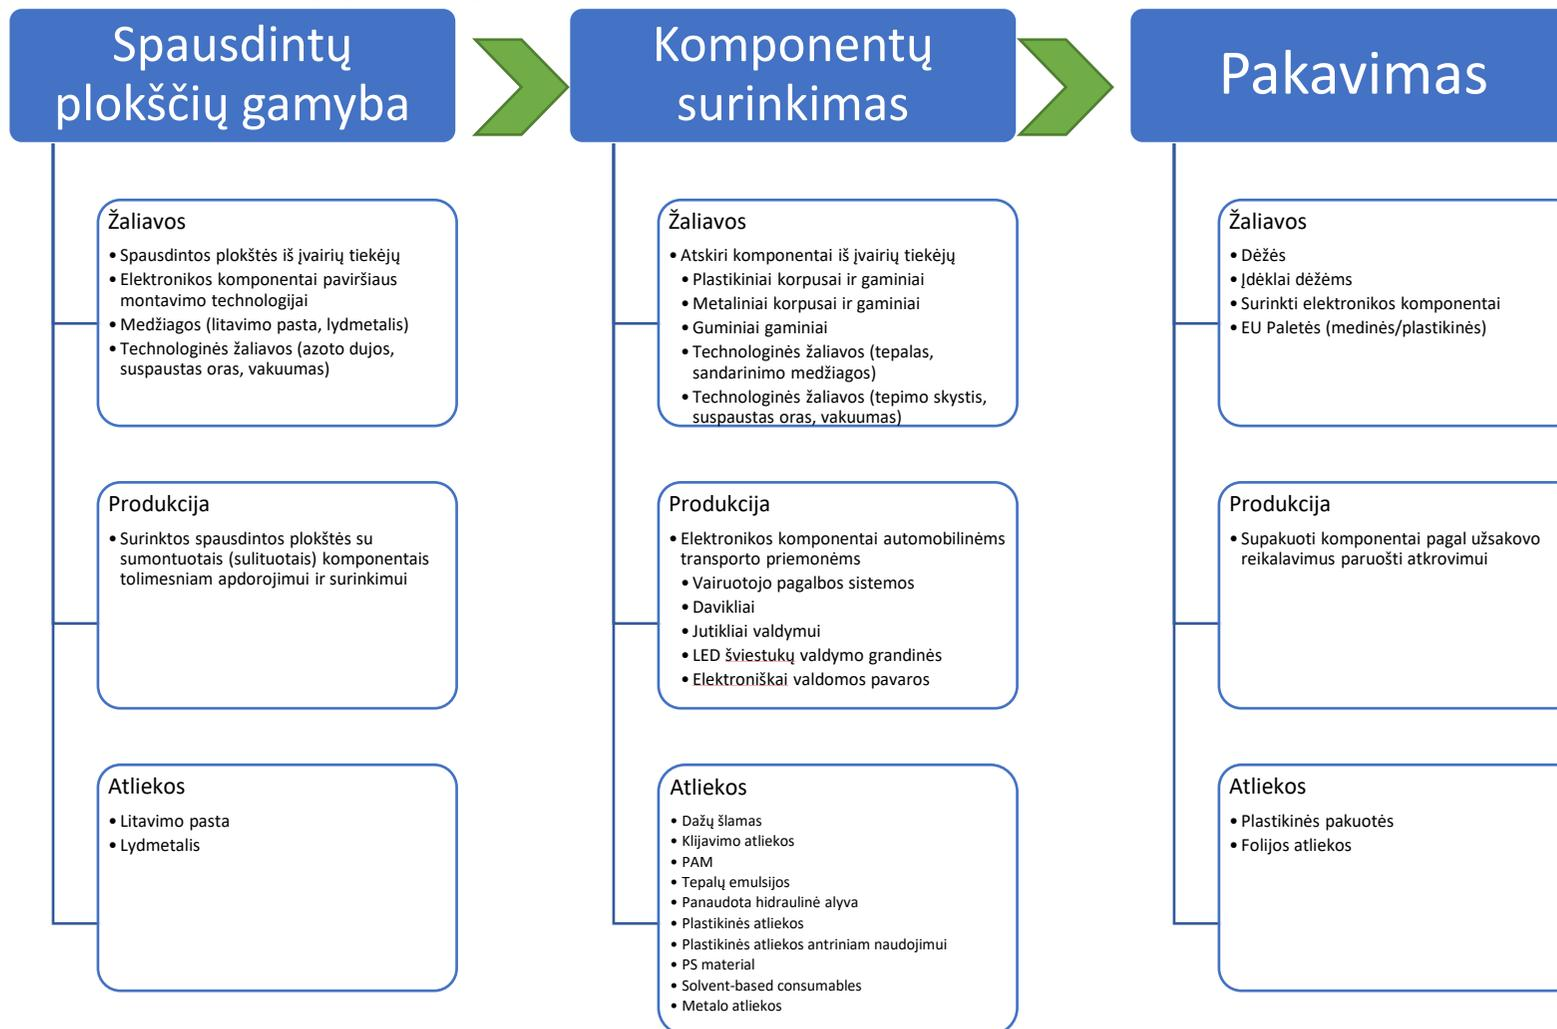 Spausdintų
plokščių gamyba
Žaliavos
• Spausdintos plokštės iš įvairių tiekėjų
• Elektronikos komponentai paviršiaus
montavimo technologijai
• Medžiagos (litavimo pasta, lydmetalis)
• Technologinės žaliavos (azoto dujos,
suspaustas oras, vakuumas)
Produkcija
• Surinktos spausdintos plokštės su
sumontuotais (sulituotais) komponentais
tolimesniam apdorojimui ir surinkimui
Atliekos
• Litavimo pasta
• Lydmetalis
Komponentų
surinkimas
Žaliavos
• Atskiri komponentai iš įvairių tiekėjų
• Plastikiniai korpusai ir gaminiai
• Metaliniai korpusai ir gaminiai
• Guminiai gaminiai
• Technologinės žaliavos (tepalas,
sandarinimo medžiagos)
• Technologinės žaliavos (tepimo skystis,
suspaustas oras, vakuumas)
Produkcija
• Elektronikos komponentai automobilinėms
transporto priemonėms
• Vairuotojo pagalbos sistemos
• Davikliai
• Jutikliai valdymui
• LED šviestukų valdymo grandinės
• Elektroniškai valdomos pavaros
Atliekos
• Dažų šlamas
• Klijavimo atliekos
• PAM
• Tepalų emulsijos
• Panaudota hidraulinė alyva
• Plastikinės atliekos
• Plastikinės atliekos antriniam naudojimui
• PS material
• Solvent-based consumables
• Metalo atliekos
Pakavimas
Žaliavos
• Dėžės
• Įdėklai dėžėms
• Surinkti elektronikos komponentai
• EU Paletės (medinės/plastikinės)
Produkcija
• Supakuoti komponentai pagal užsakovo
reikalavimus paruošti atkrovimui
Atliekos
• Plastikinės pakuotės
• Folijos atliekos